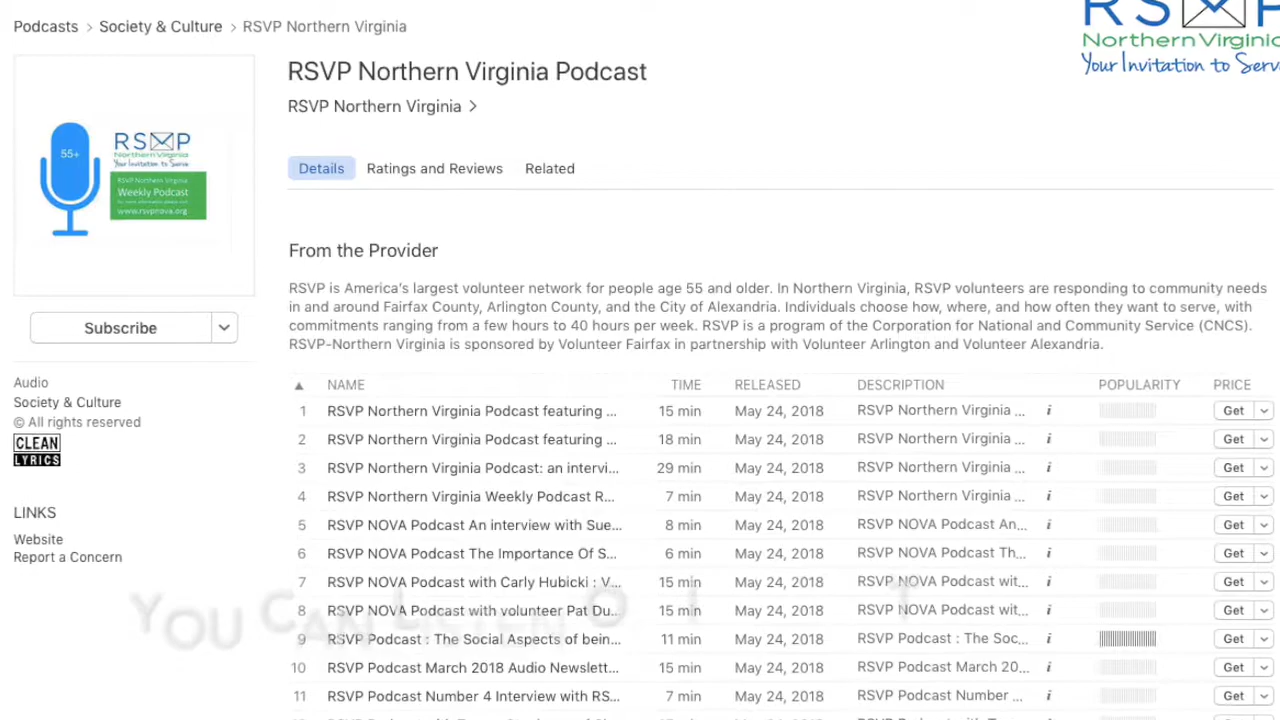 Podcasts > Society & Culture > RSVP Northern Virginia
RSVP
Northern Virginia
Your Invitation to Serve
RSVP Northern Virginia Podcast
RSVP Northern Virginia >
55+
RSVP
Northern Virginia
Your Invitation to Serve
RSVP Northern Virginia
Weekly Podcast
www.rsvpnova.org
Details Ratings and Reviews Related
From the Provider
RSVP is America's largest volunteer network for people age 55 and older. In Northern Virginia, RSVP volunteers are responding to community needs
in and around Fairfax County, Arlington County, and the City of Alexandria. Individuals choose how, where, and how often they want to serve, with
commitments ranging from a few hours to 40 hours per week. RSVP is a program of the Corporation for National and Community Service (CNCS).
RSVP-Northern Virginia is sponsored by Volunteer Fairfax in partnership with Volunteer Arlington and Volunteer Alexandria.
Subscribe
Audio
Society & Culture
© All rights reserved
CLEAN
LYRICS
LINKS
Website
Report a Concern
NAME TIME RELEASED DESCRIPTION POPULARITY PRICE
1 RSVP Northern Virginia Podcast featuring ... 15 min May 24, 2018 RSVP Northern Virginia ... i Get
2 RSVP Northern Virginia Podcast featuring ... 18 min May 24, 2018 RSVP Northern Virginia ... i Get
3 RSVP Northern Virginia Podcast: an intervi... 29 min May 24, 2018 RSVP Northern Virginia ... i Get
4 RSVP Northern Virginia Weekly Podcast R... 7 min May 24, 2018 RSVP Northern Virginia ... i Get
5 RSVP NOVA Podcast An interview with Sue... 8 min May 24, 2018 RSVP NOVA Podcast An... i Get
6 RSVP NOVA Podcast The Importance Of S... 6 min May 24, 2018 RSVP NOVA Podcast Th... i Get
7 RSVP NOVA Podcast with Carly Hubicki : V... 15 min May 24, 2018 RSVP NOVA Podcast wit... i Get
8 RSVP NOVA Podcast with volunteer Pat Du... 15 min May 24, 2018 RSVP NOVA Podcast wit... i Get
YOU CAN LISTEN O
9 RSVP Podcast : The Social Aspects of bein... 11 min May 24, 2018 RSVP Podcast : The Soc... i Get
10 RSVP Podcast March 2018 Audio Newslett... 15 min May 24, 2018 RSVP Podcast March 20... i Get
11 RSVP Podcast Number 4 Interview with RS... 7 min May 24, 2018 RSVP Podcast Number ... i Get